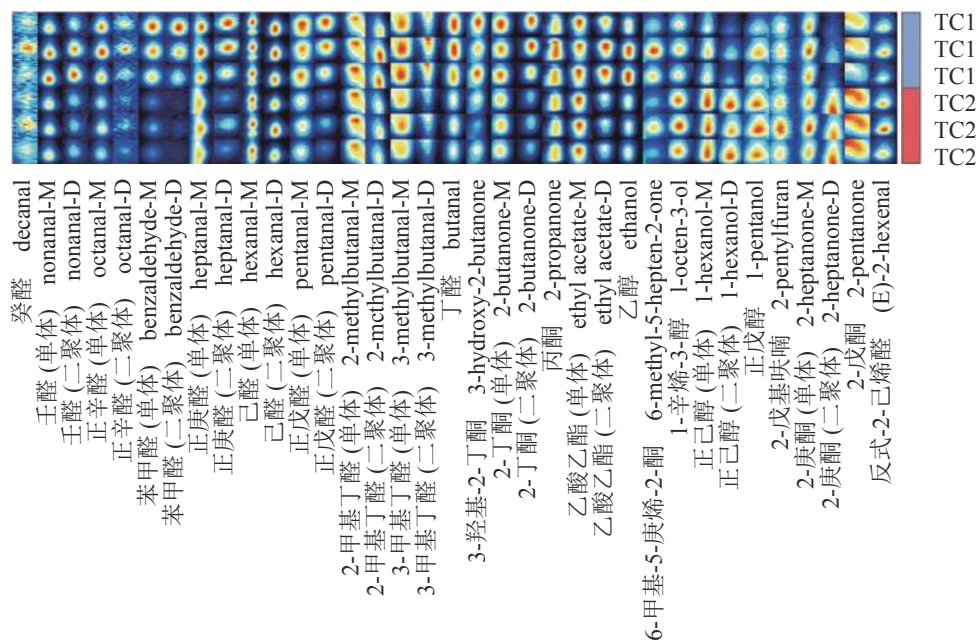 TC1
TC1
TC1
TC2
TC2
TC2
癸醛 decanal
壬醛 (单体) nonanal-M
壬醛 (二聚体) nonanal-D
正辛醛 (单体) octanal-M
正辛醛 (二聚体) octanal-D
苯甲醛 (单体) benzaldehyde-M
苯甲醛 (二聚体) benzaldehyde-D
正庚醛 (单体) heptanal-M
正庚醛 (二聚体) heptanal-D
己醛 (单体) hexanal-M
己醛 (二聚体) hexanal-D
正戊醛 (单体) pentanal-M
正戊醛 (二聚体) pentanal-D
2-甲基丁醛 (单体) 2-methylbutanal-M
2-甲基丁醛 (二聚体) 2-mcthylbutanal-D
3-甲基丁醛 (单体) 3-methylbutanal-M
3-甲基丁醛 (二聚体) 3-methylbutanal-D
丁醛 butanal
3-羟基-2-丁酮 3-hydroxy-2-butanone
2-丁酮 (单体) 2-butanone-M
2-丁酮 (二聚体) 2-butanone-D
丙酮 2-propanone
乙酸乙酯 (单体) ethyl acetate-M
乙酸乙酯 (二聚体) ethyl acetate-D
乙醇 ethanol
6-甲基-5-庚烯-2-酮 6-methyl-5-hepten-2-one
1-辛烯-3-醇 1-octen-3-ol
正己醇 (单体) 1-hexanol-M
正己醇 (二聚体) 1-hexanol-D
正戊醇 1-pentanol
2-戊基呋喃 2-pentylfuran
2-庚酮 (单体) 2-heptanone-M
2-庚酮 (二聚体) 2-heptanone-D
2-戊酮 2-pentanone
反式-2-己烯醛 (E)-2-hexenal